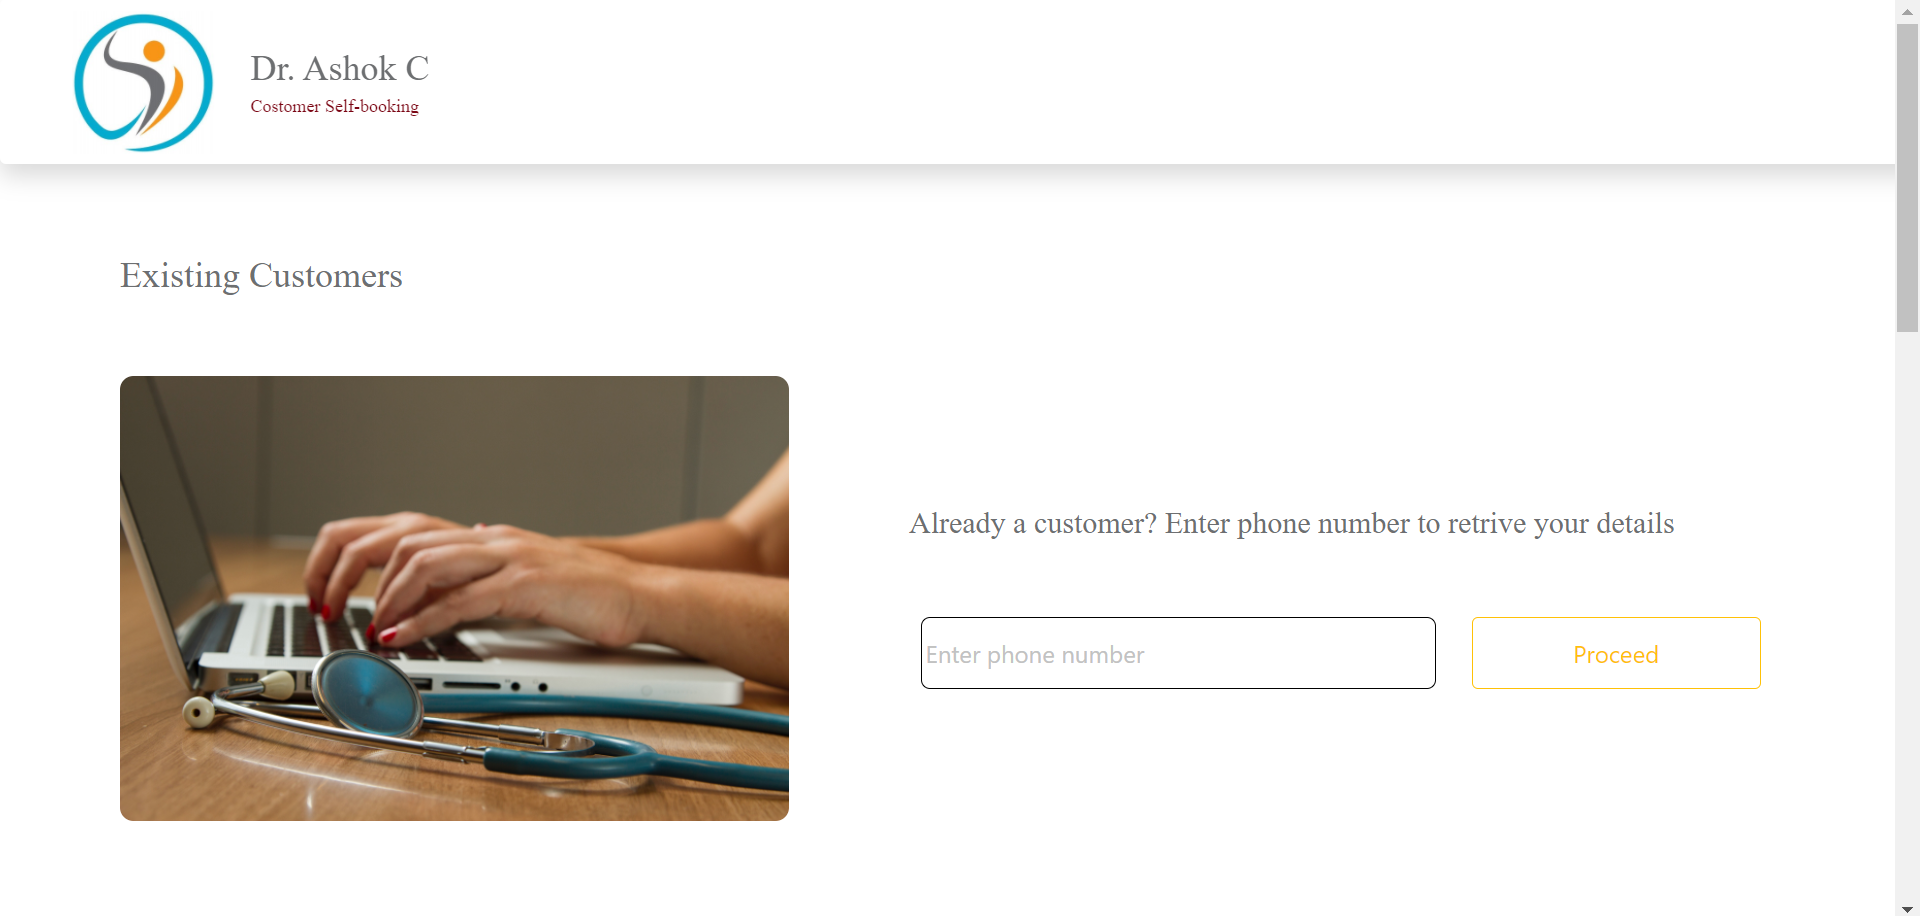 Dr. Ashok C
Costomer Self-booking
Existing Customers
Already a customer? Enter phone number to retrive your details
Enter phone number
Proceed